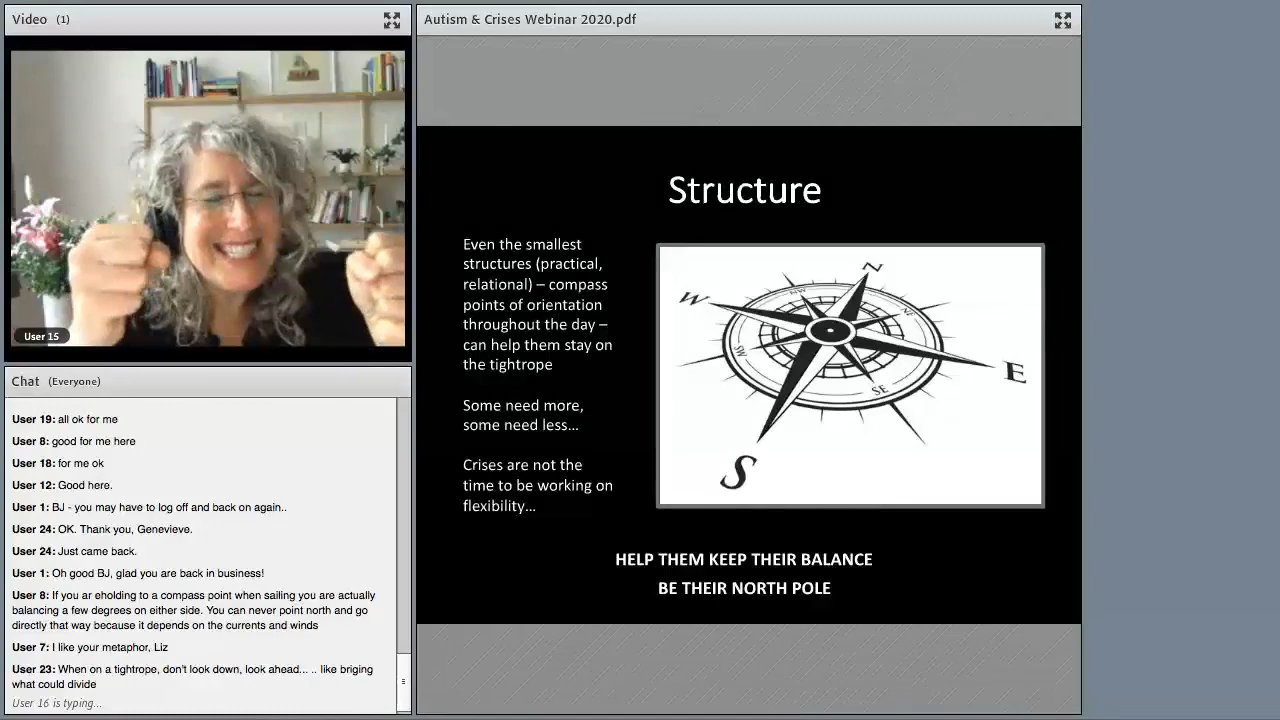 Video (1)
User 15
Chat (Everyone)
User 19: all ok for me
User 8: good for me here
User 18: for me ok
User 12: Good here.
User 1: BJ - you may have to log off and back on again..
User 24: OK. Thank you, Genevieve.
User 24: Just came back.
User 1: Oh good BJ, glad you are back in business!
User 8: If you ar eholding to a compass point when sailing you are actually
balancing a few degrees on either side. You can never point north and go
directly that way because it depends on the currents and winds
User 7: I like your metaphor, Liz
User 23: When on a tightrope, don't look down, look ahead... .. like briging
what could divide
User 16 is typing...
Autism & Crises Webinar 2020.pdf
Structure
Even the smallest
structures (practical,
relational) – compass
points of orientation
throughout the day –
can help them stay on
the tightrope
Some need more,
some need less...
Crises are not the
time to be working on
flexibility...
N
W
NW
NE
E
SW
SE
S
HELP THEM KEEP THEIR BALANCE
BE THEIR NORTH POLE